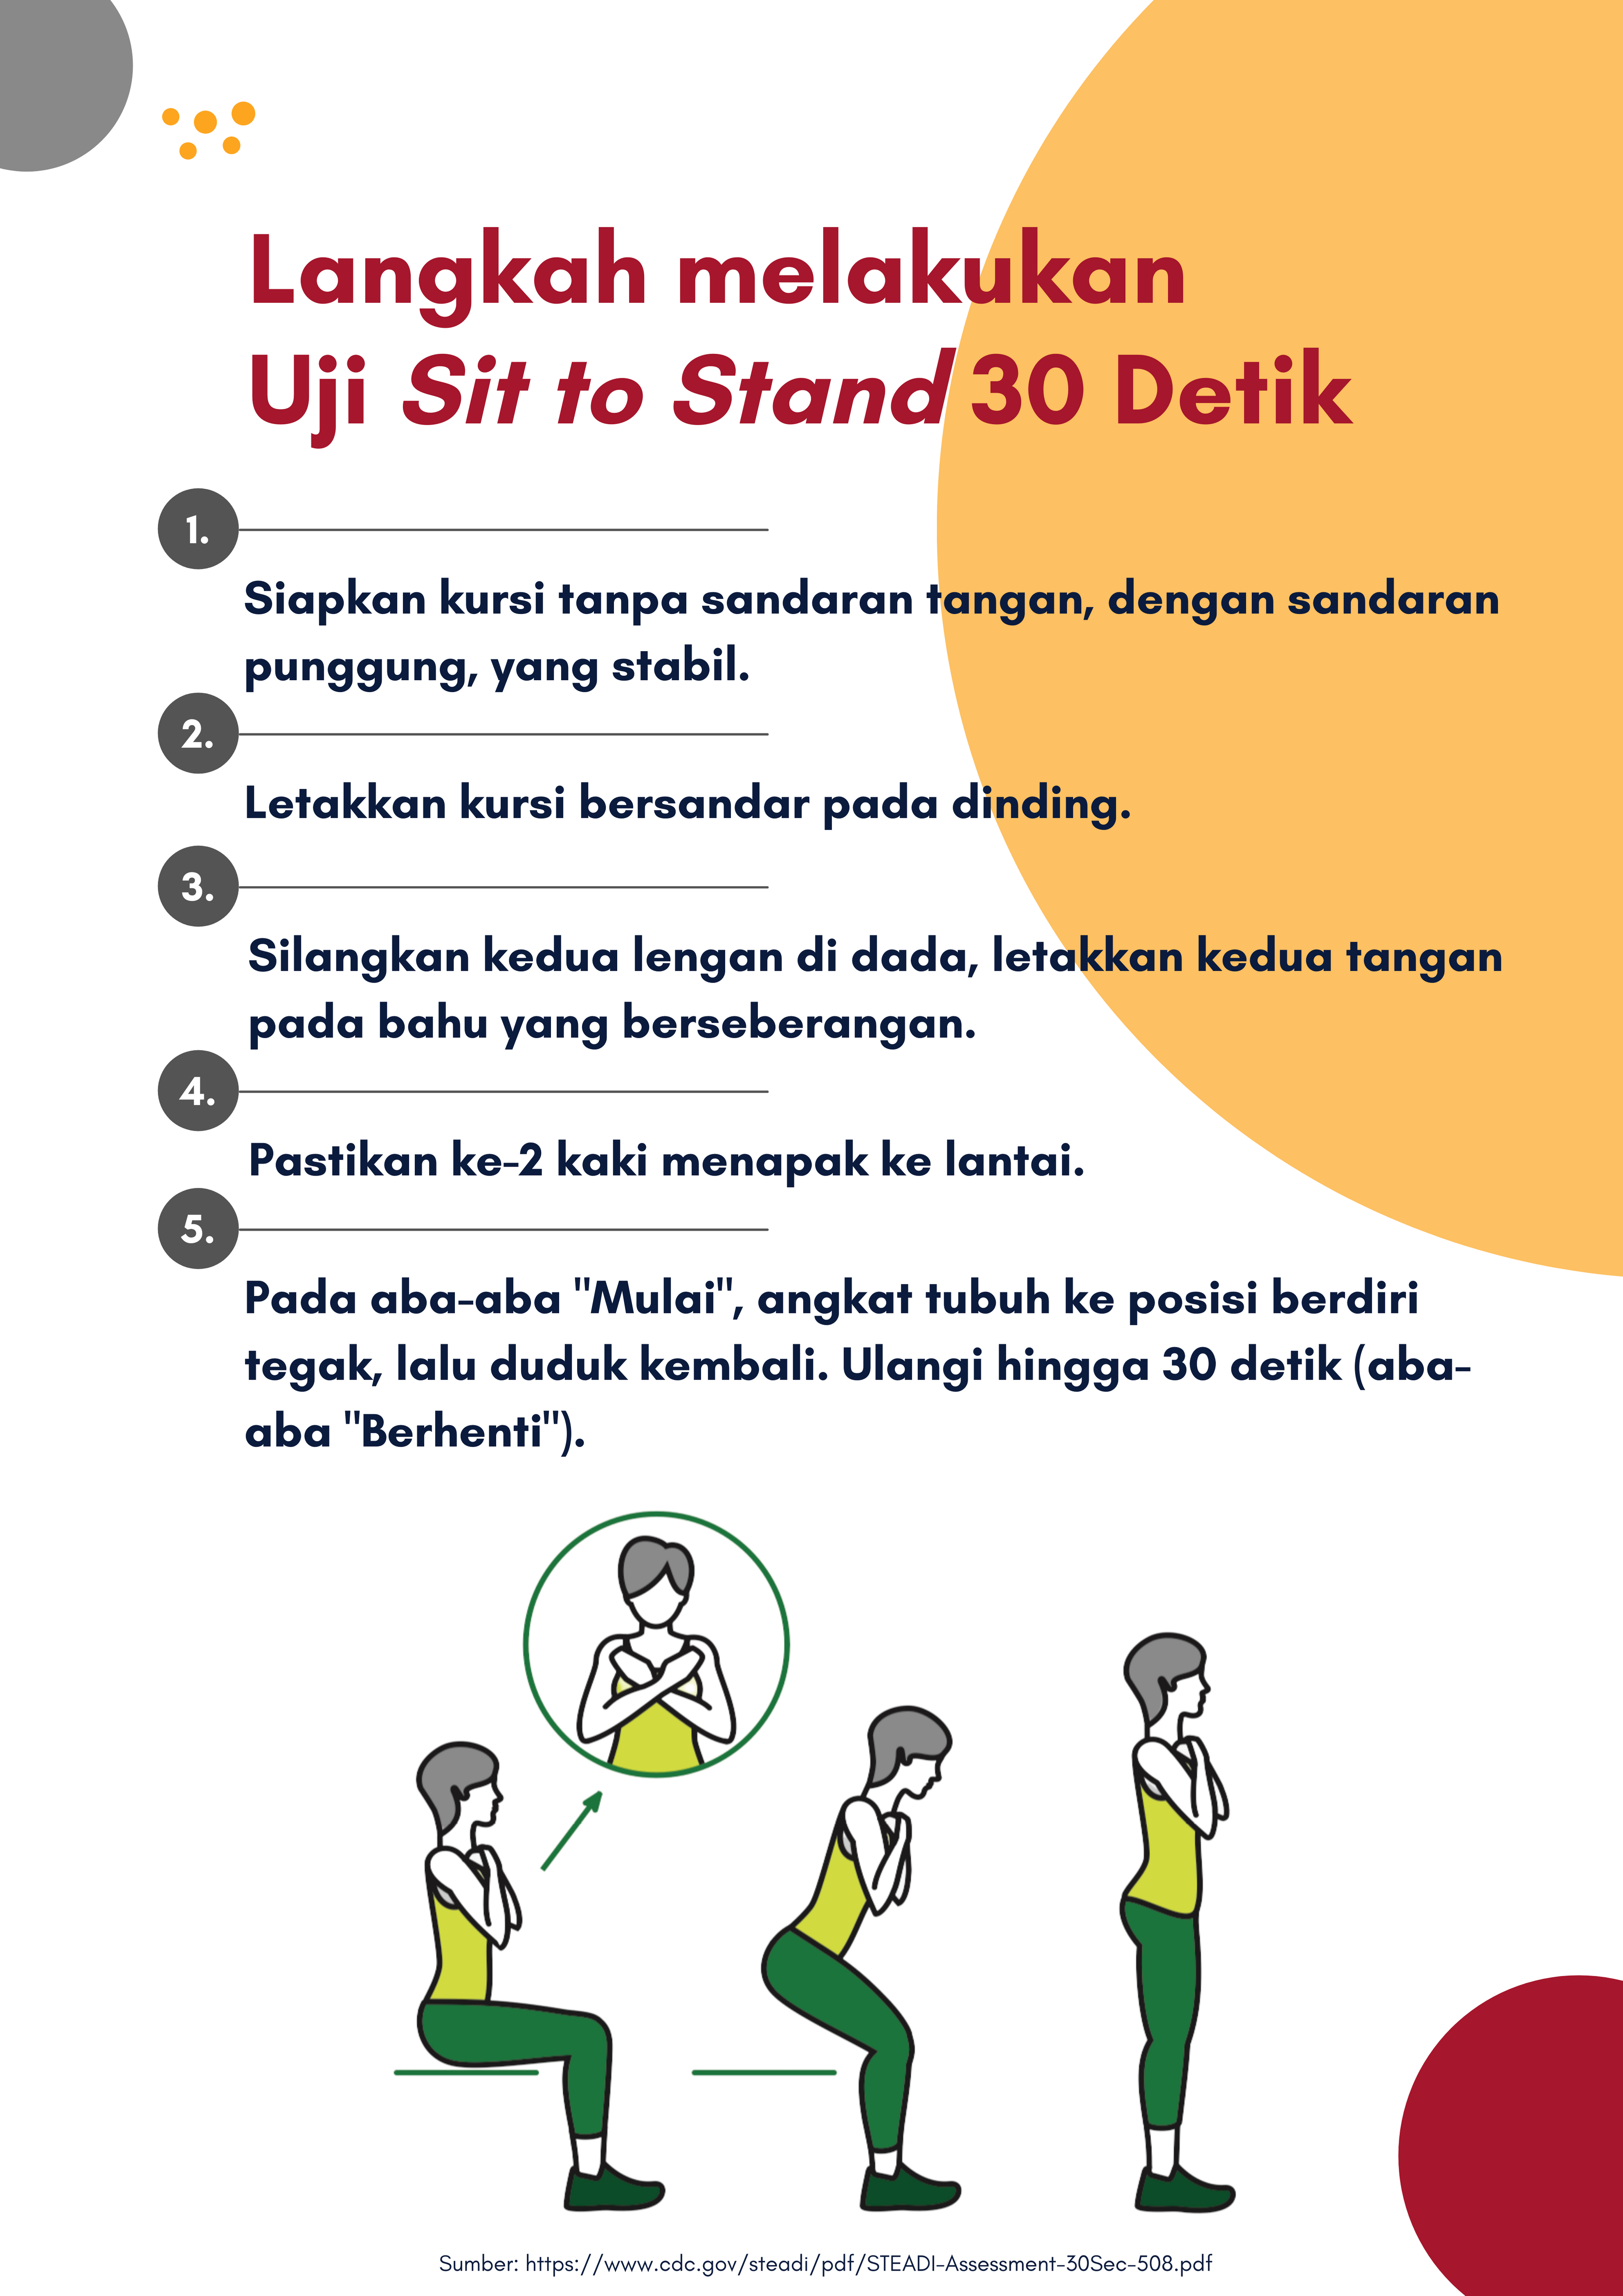 Langkah melakukan
Uji Sit to Stand 30 Detik
1.
Siapkan kursi tanpa sandaran tangan, dengan sandaran
punggung, yang stabil.
2.
Letakkan kursi bersandar pada dinding.
3.
Silangkan kedua lengan di dada, letakkan kedua tangan
pada bahu yang berseberangan.
4.
Pastikan ke-2 kaki menapak ke lantai.
5.
Pada aba-aba "Mulai", angkat tubuh ke posisi berdiri
tegak, lalu duduk kembali. Ulangi hingga 30 detik (aba-
aba "Berhenti").
Sumber: https://www.cdc.gov/steadi/pdf/STEADI-Assessment-30Sec-508.pdf